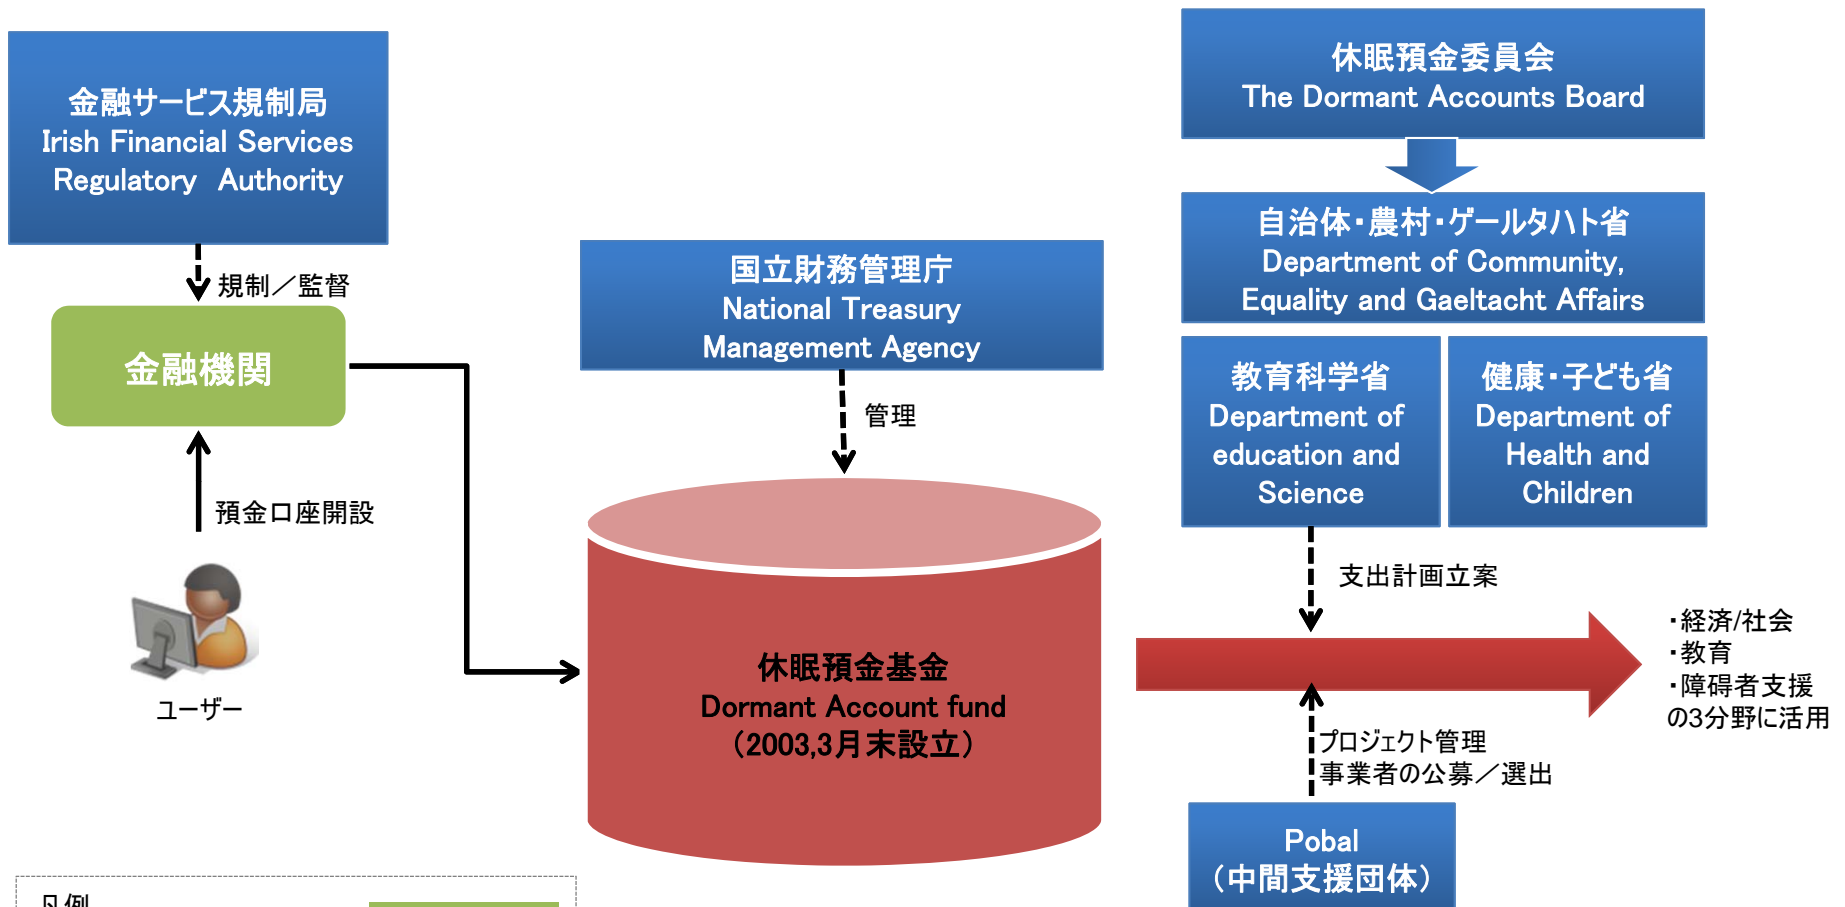 金融サービス規制局
Irish Financial Services
Regulatory Authority
規制／監督
金融機関
預金口座開設
ユーザー
国立財務管理庁
National Treasury
Management Agency
管理
休眠預金基金
Dormant Account fund
（2003,3月末設立）
休眠預金委員会
The Dormant Accounts Board
自治体・農村・ゲールタハト省
Department of Community,
Equality and Gaeltacht Affairs
教育科学省
Department of
education and
Science
健康・子ども省
Department of
Health and
Children
支出計画立案
・経済/社会
・教育
・障碍者支援
の3分野に活用
プロジェクト管理
事業者の公募／選出
Pobal
（中間支援団体）
凡例